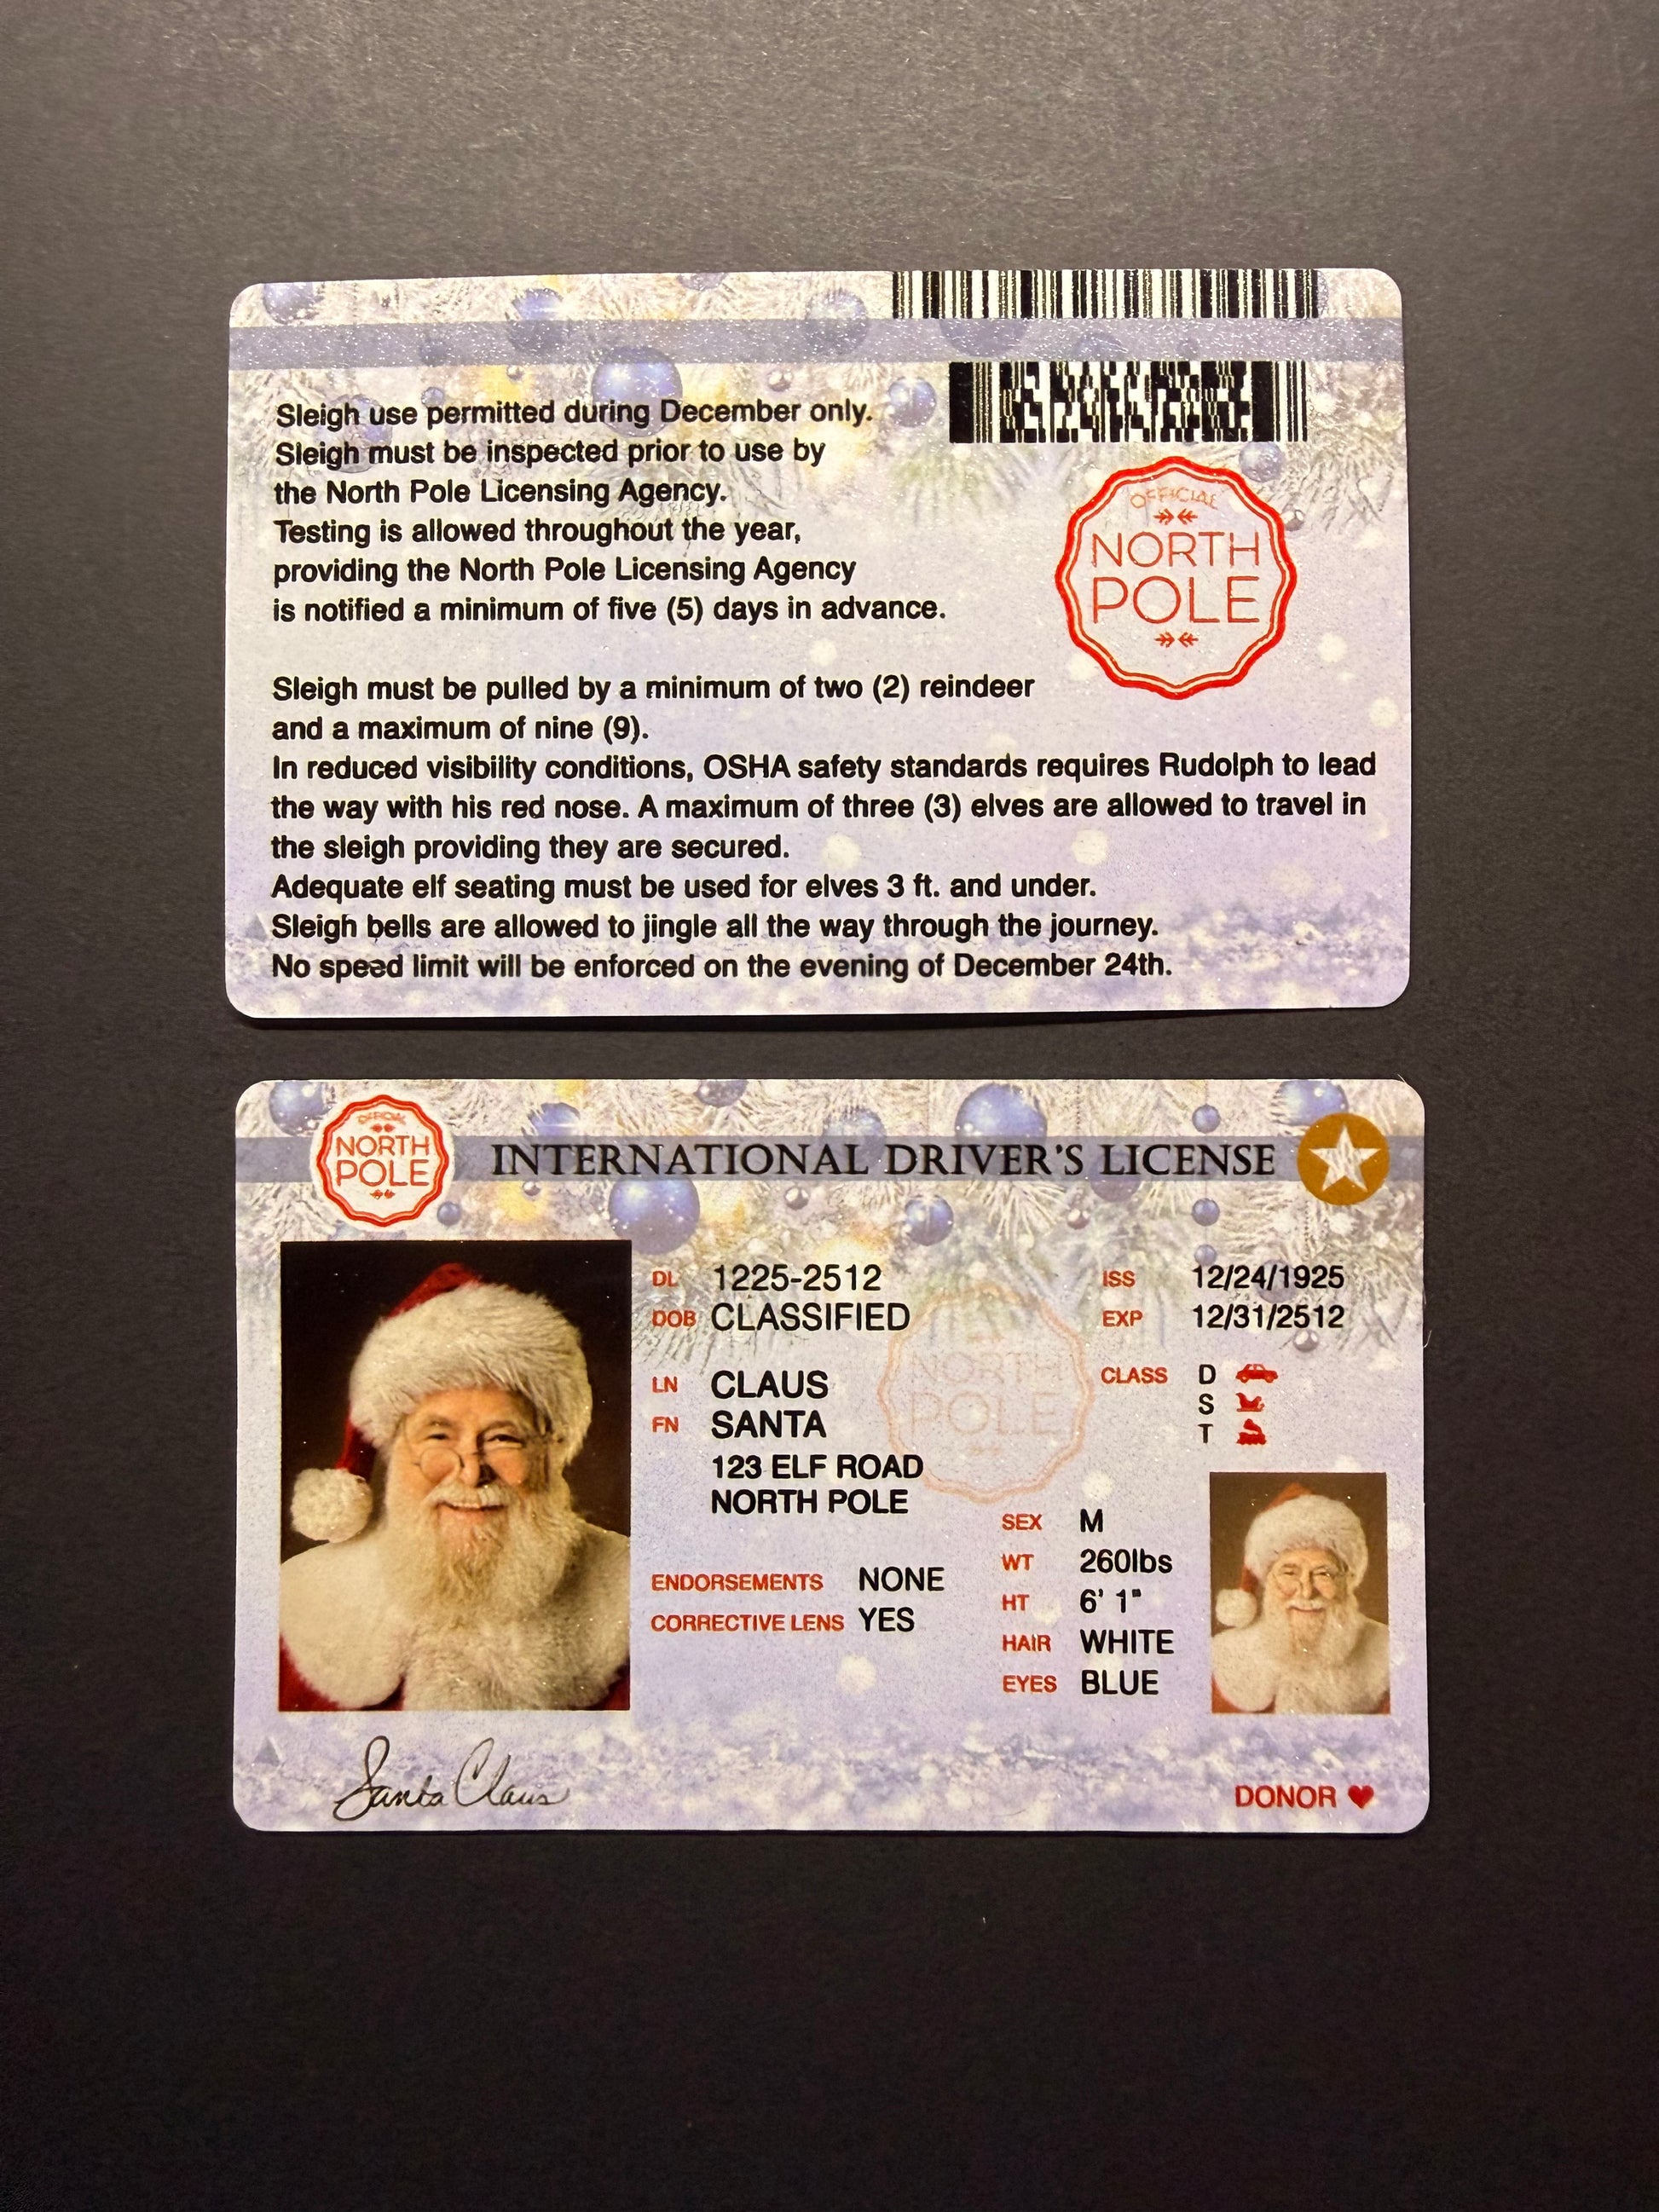 Sleigh use permitted during December only.
Sleigh must be inspected prior to use by
the North Pole Licensing Agency.
Testing is allowed throughout the year,
providing the North Pole Licensing Agency
is notified a minimum of five (5) days in advance.
OFFICIAL
NORTH
POLE
Sleigh must be pulled by a minimum of two (2) reindeer
and a maximum of nine (9).
In reduced visibility conditions, OSHA safety standards requires Rudolph to lead
the way with his red nose. A maximum of three (3) elves are allowed to travel in
the sleigh providing they are secured.
Adequate elf seating must be used for elves 3 ft. and under.
Sleigh bells are allowed to jingle all the way through the journey.
No speed limit will be enforced on the evening of December 24th.
OFFICIAL
NORTH
POLE
INTERNATIONAL DRIVER'S LICENSE
DL 1225-2512
DOB CLASSIFIED
ISS 12/24/1925
EXP 12/31/2512
LN CLAUS
FN SANTA
123 ELF ROAD
NORTH POLE
NORTH
POLE
CLASS D
S
T
ENDORSEMENTS NONE
CORRECTIVE LENS YES
SEX M
WT 260lbs
HT 6' 1"
HAIR WHITE
EYES BLUE
Santa Claus
DONOR